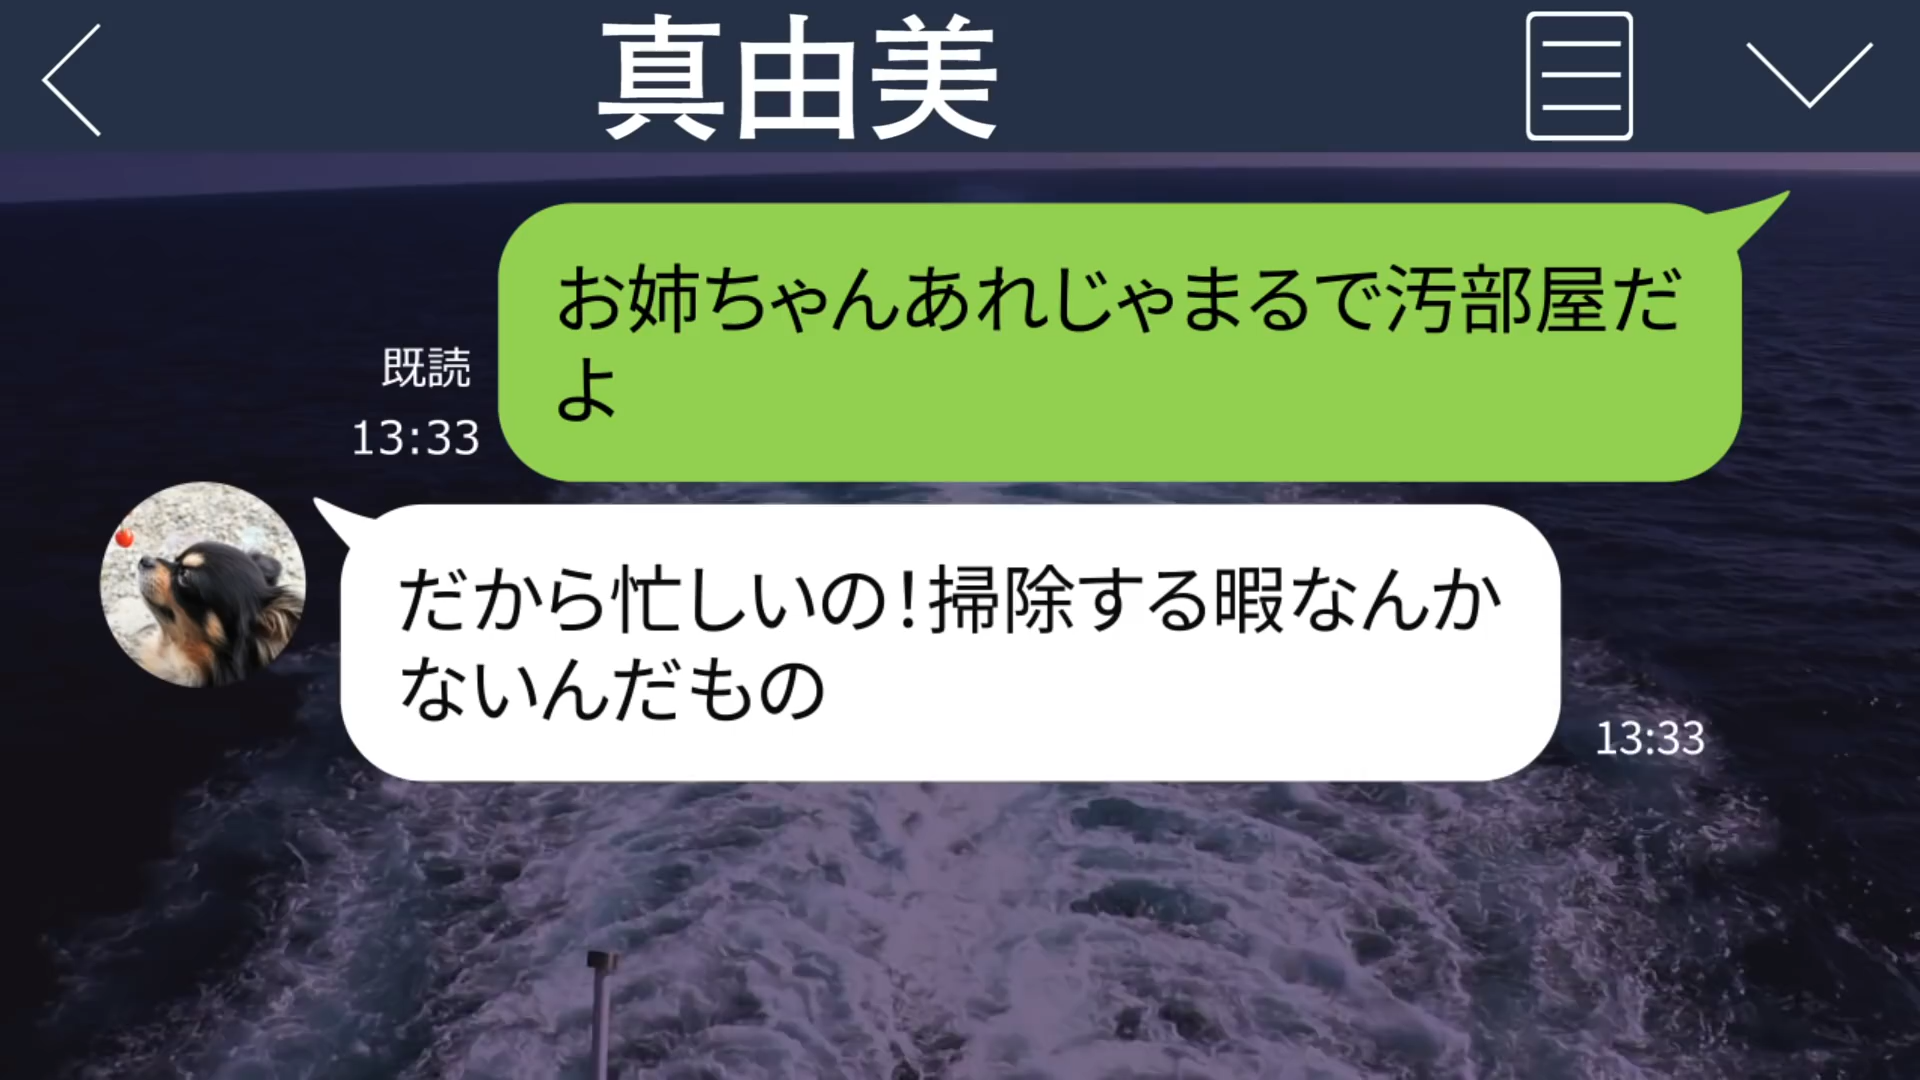 真由美
お姉ちゃんあれじゃまるで汚部屋だ
よ
既読
13:33
だから忙しいの！掃除する暇なんか
ないんだもの
13:33